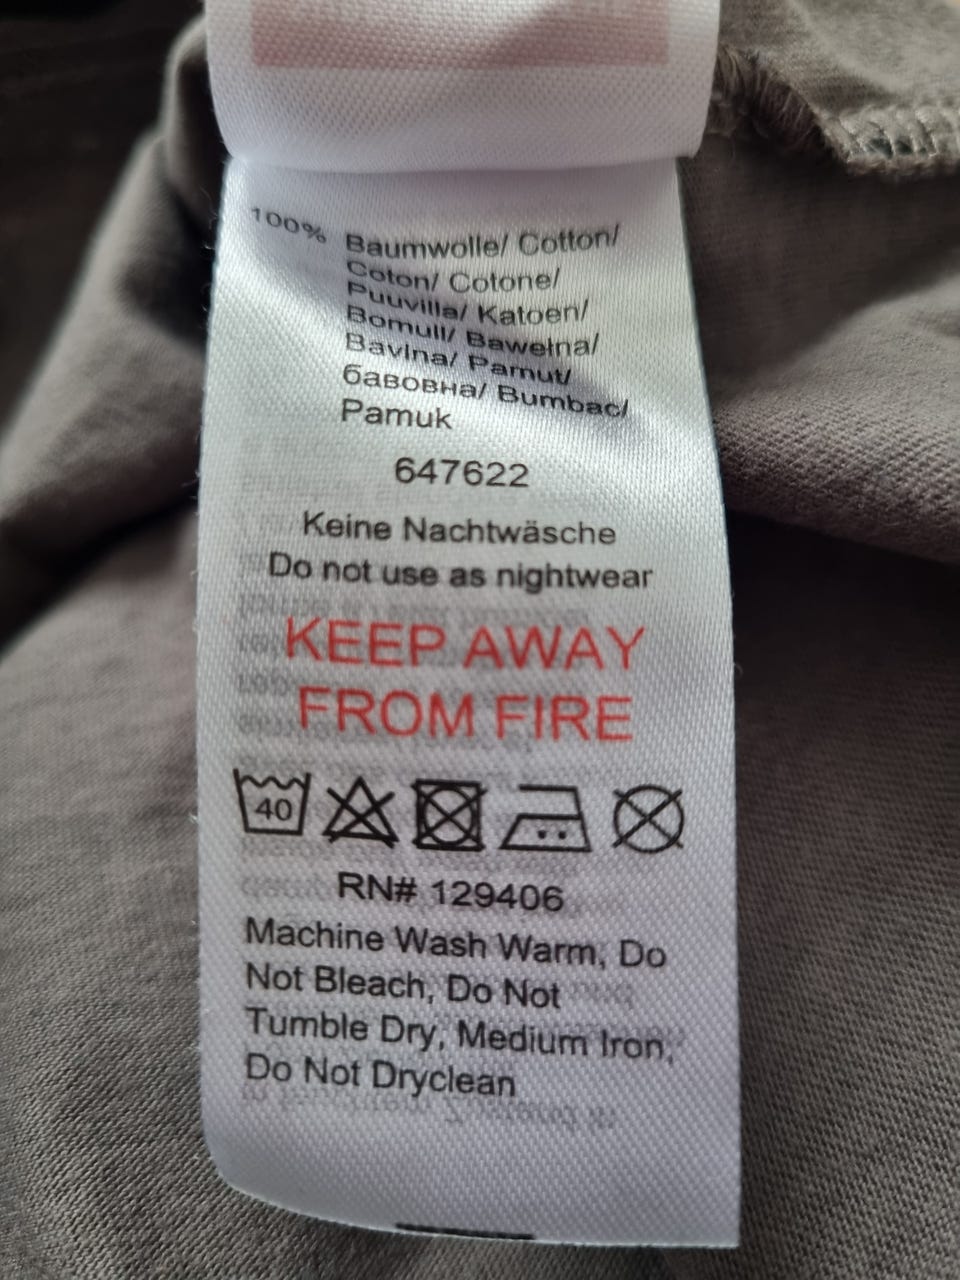 100% Baumwolle/ Cotton/
Coton/ Cotone/
Puuvilla/ Katoen/
Bomull/ Bawełna/
Bavlna/ Pamut/
бавовна/ Bumbac/
Pamuk
647622
Keine Nachtwäsche
Do not use as nightwear
KEEP AWAY
FROM FIRE
40
RN# 129406
Machine Wash Warm, Do
Not Bleach, Do Not
Tumble Dry, Medium Iron,
Do Not Dryclean